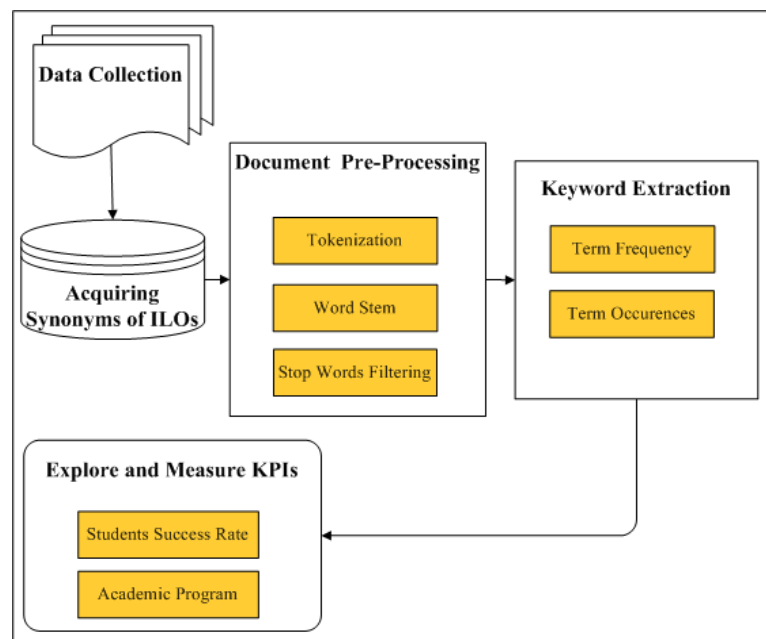 Data Collection
Acquiring
Synonyms of ILOs
Document Pre-Processing
Tokenization
Word Stem
Stop Words Filtering
Keyword Extraction
Term Frequency
Term Occurences
Explore and Measure KPIs
Students Success Rate
Academic Program